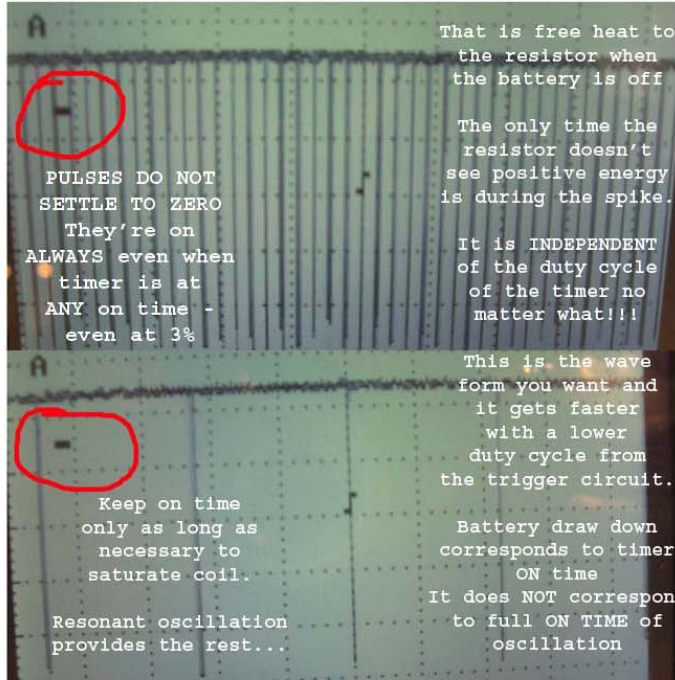 A
That is free heat to
the resistor when
the battery is off
The only time the
resistor doesn't
see positive energy
is during the spike.
It is INDEPENDENT
of the duty cycle
of the timer no
matter what!!!
PULSES DO NOT
SETTLE TO ZERO
They're on
ALWAYS even when
timer is at
ANY on time -
even at 3%
A
This is the wave
form you want and
it gets faster
with a lower
duty cycle from
the trigger circuit.
Battery draw down
corresponds to timer
ON time
It does NOT correspon
to full ON TIME of
oscillation
Keep on time
only as long as
necessary to
saturate coil.
Resonant oscillation
provides the rest...